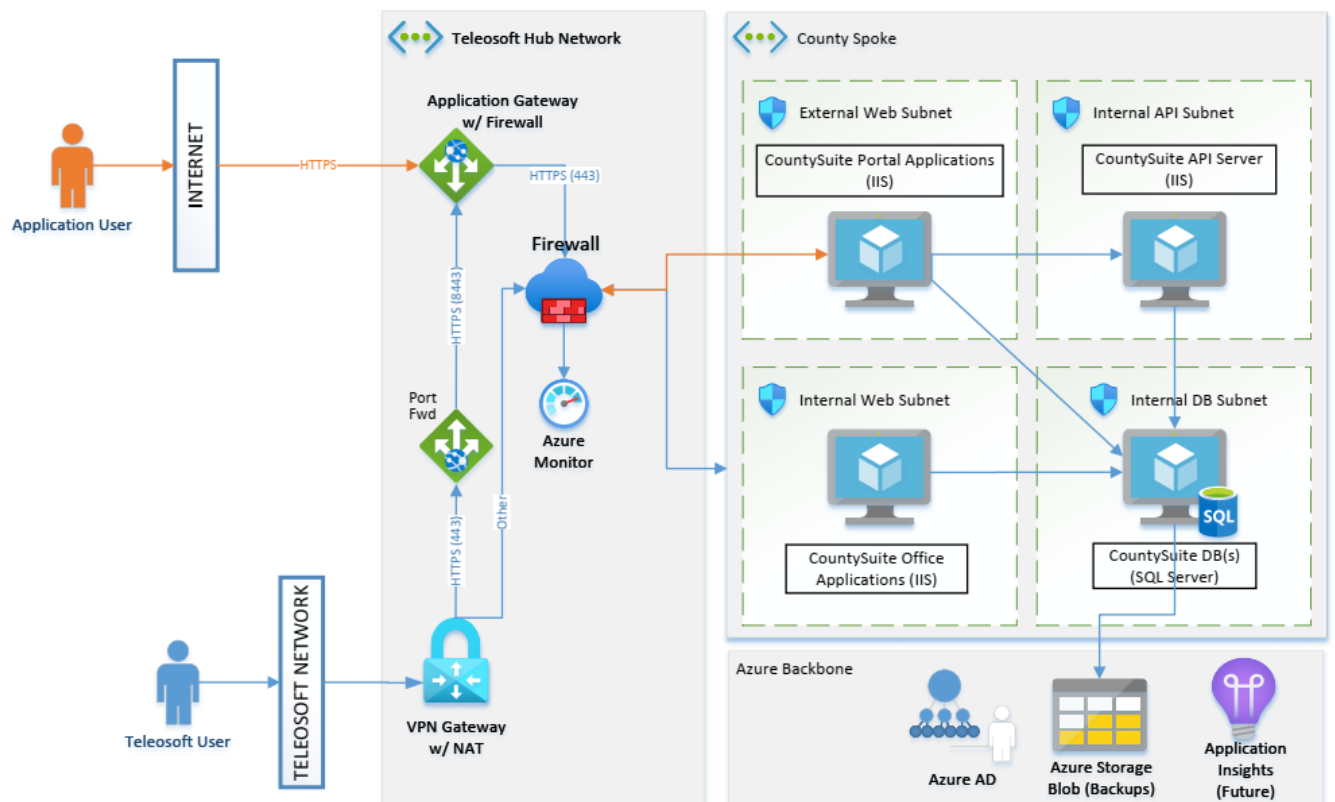 Teleosoft Hub Network
County Spoke
Application Gateway
w/ Firewall
External Web Subnet
Internal API Subnet
CountySuite Portal Applications
(IIS)
CountySuite API Server
(IIS)
INTERNET
HTTPS
HTTPS (443)
Application User
Firewall
HTTPS (8443)
Port
Fwd
Azure
Monitor
Internal Web Subnet
Internal DB Subnet
SQL
Other
HTTPS (443)
CountySuite Office
Applications (IIS)
CountySuite DB(s)
(SQL Server)
TELEOSOFT NETWORK
Teleosoft User
VPN Gateway
w/ NAT
Azure Backbone
Azure AD
Azure Storage
Blob (Backups)
Application
Insights
(Future)